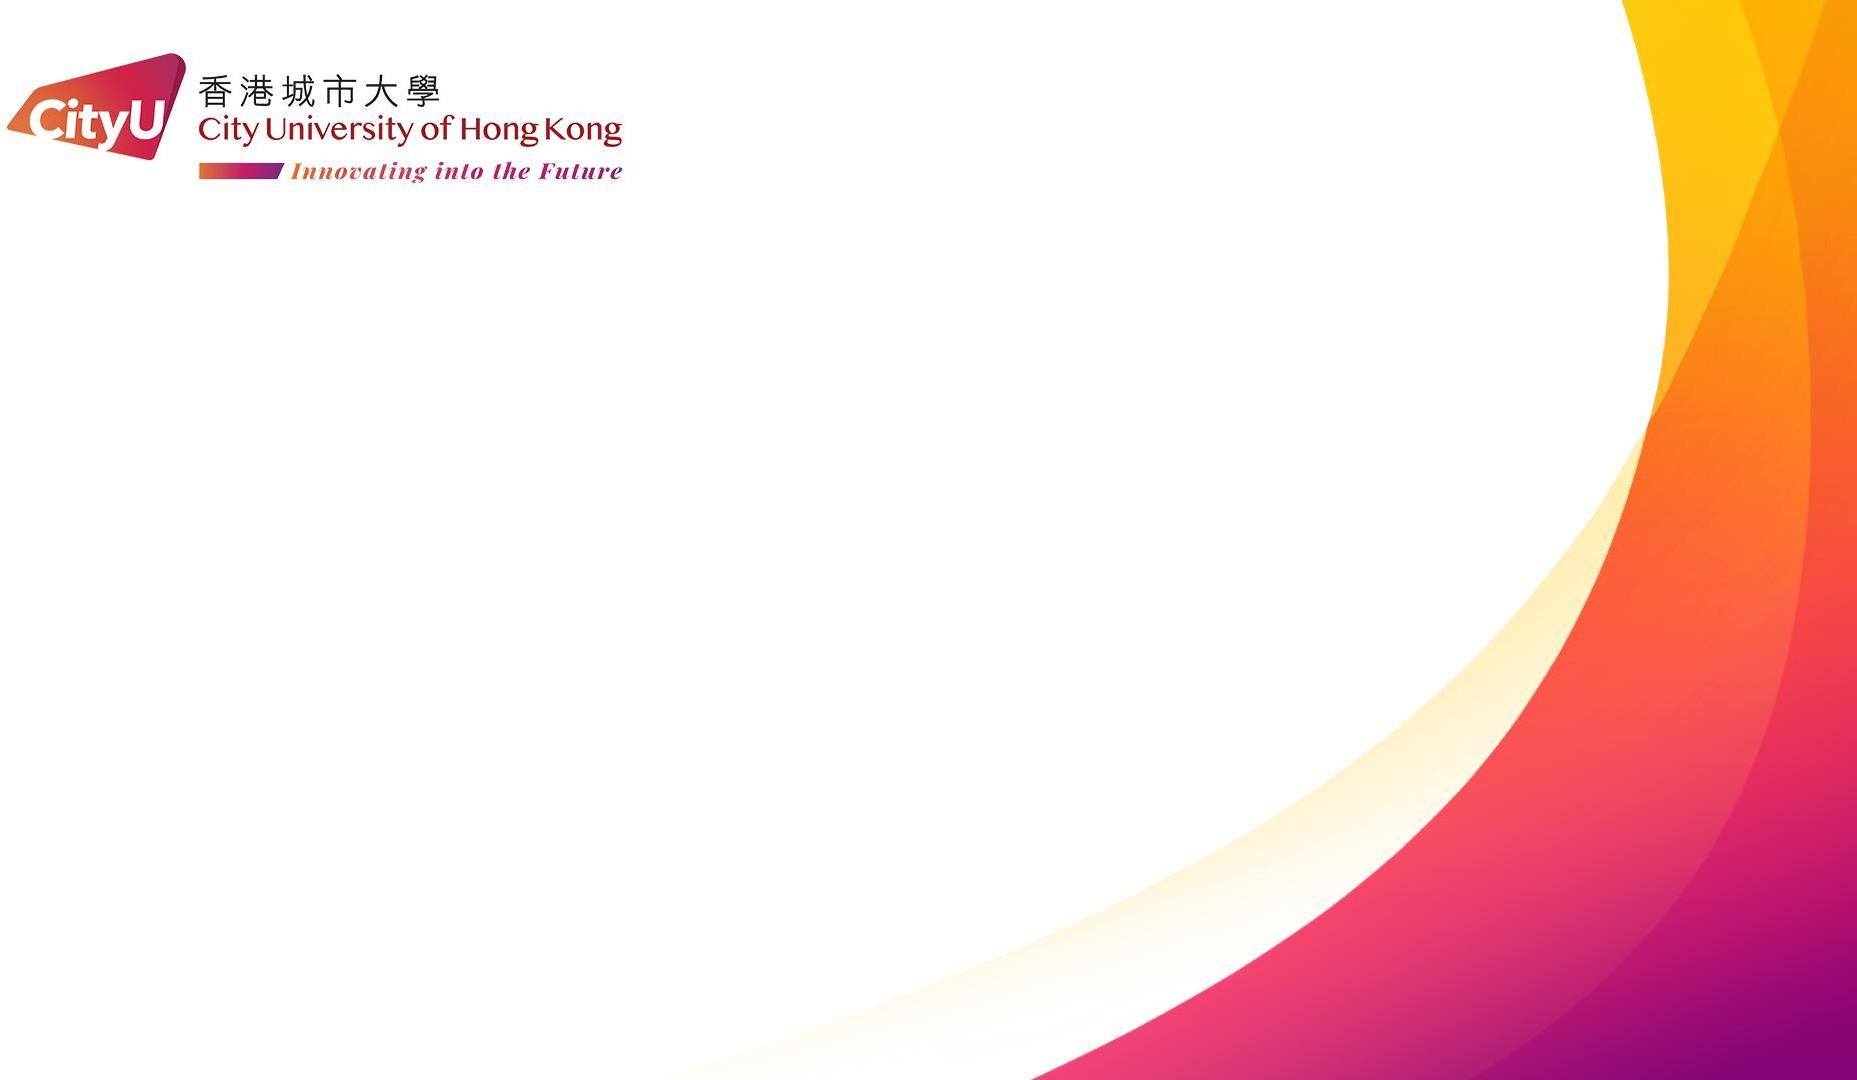 CityU
香港城市大學
City University of Hong Kong
Innovating into the Future